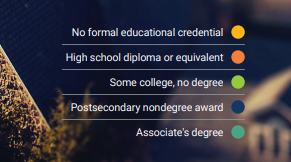 No formal educational credential
High school diploma or equivalent
Some college, no degree
Postsecondary nondegree award
Associate's degree